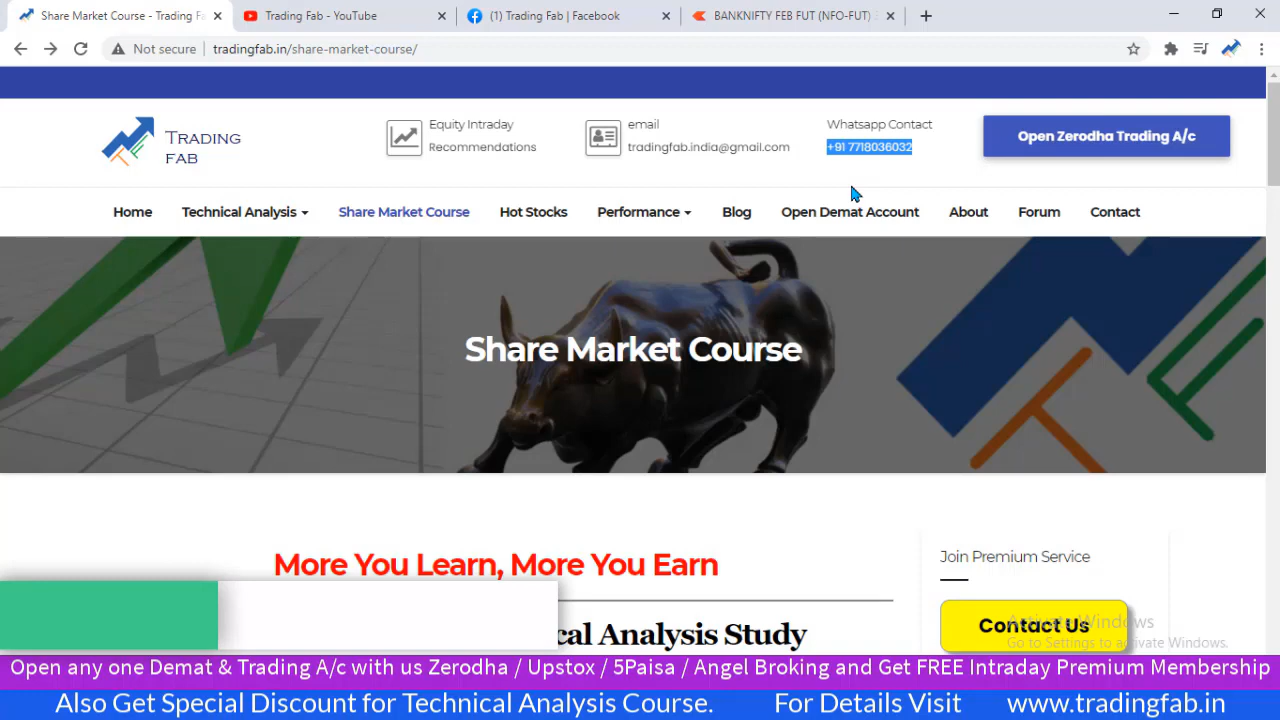 Share Market Course - Trading Fa
Trading Fab - YouTube
(1) Trading Fab | Facebook
BANKNIFTY FEB FUT (NFO-FUT)
Not secure | tradingfab.in/share-market-course/
TRADING FAB
Equity Intraday
Recommendations
email
tradingfab.india@gmail.com
Whatsapp Contact
+91 7718036032
Open Zerodha Trading A/c
Home Technical Analysis Share Market Course Hot Stocks Performance Blog Open Demat Account About Forum Contact
Share Market Course
More You Learn, More You Earn
Join Premium Service
cal Analysis Study
Contact Us
Activate Windows
Go to Settings to activate Windows.
Open any one Demat & Trading A/c with us Zerodha / Upstox / 5Paisa / Angel Broking and Get FREE Intraday Premium Membership
Also Get Special Discount for Technical Analysis Course. For Details Visit www.tradingfab.in